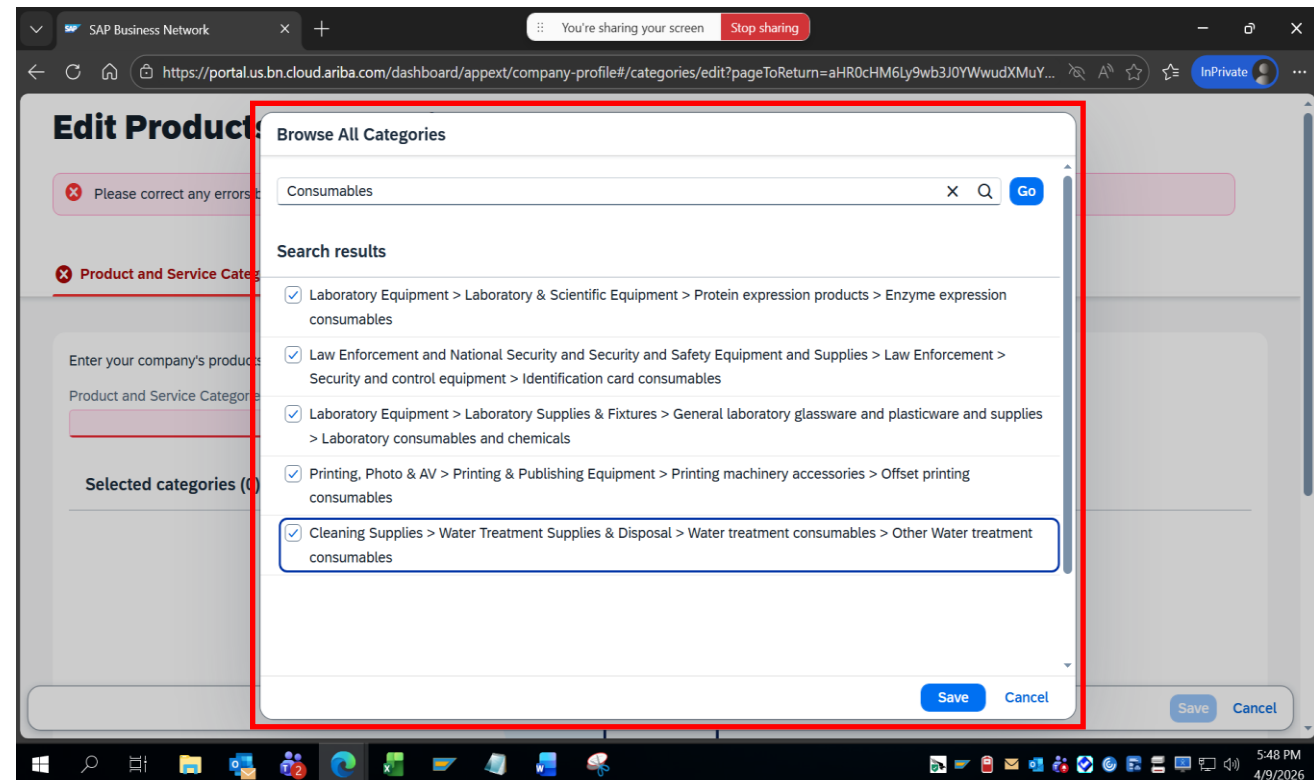 SAP Business Network
You're sharing your screen
Stop sharing
https://portal.us.bn.cloud.ariba.com/dashboard/appext/company-profile#/categories/edit?pageToReturn=aHR0cHM6Ly9wb3J0YWwudXMuY...
InPrivate
Edit Product
Browse All Categories
Please correct any errors
Consumables
Go
Search results
Product and Service Categ
Laboratory Equipment > Laboratory & Scientific Equipment > Protein expression products > Enzyme expression
consumables
Law Enforcement and National Security and Security and Safety Equipment and Supplies > Law Enforcement >
Security and control equipment > Identification card consumables
Enter your company's products
Product and Service Categorie
Laboratory Equipment > Laboratory Supplies & Fixtures > General laboratory glassware and plasticware and supplies
> Laboratory consumables and chemicals
Printing, Photo & AV > Printing & Publishing Equipment > Printing machinery accessories > Offset printing
consumables
Selected categories (0)
Cleaning Supplies > Water Treatment Supplies & Disposal > Water treatment consumables > Other Water treatment
consumables
Save
Cancel
Save
Cancel
5:48 PM